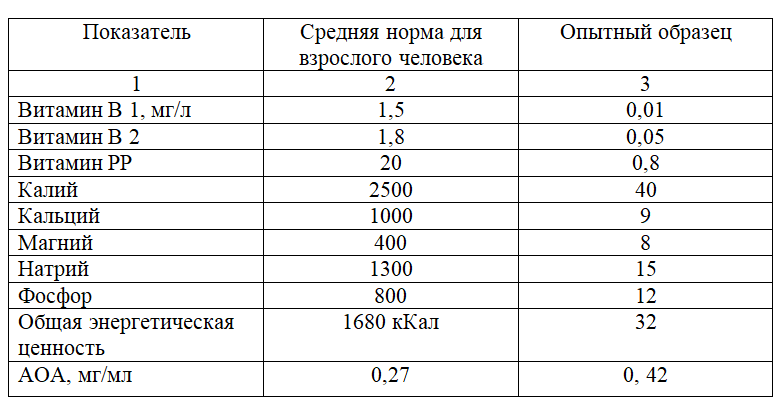 Показатель Средняя норма для взрослого человека Опытный образец
1 2 3
Витамин В 1, мг/л 1,5 0,01
Витамин В 2 1,8 0,05
Витамин РР 20 0,8
Калий 2500 40
Кальций 1000 9
Магний 400 8
Натрий 1300 15
Фосфор 800 12
Общая энергетическая ценность 1680 кКал 32
АОА, мг/мл 0,27 0, 42